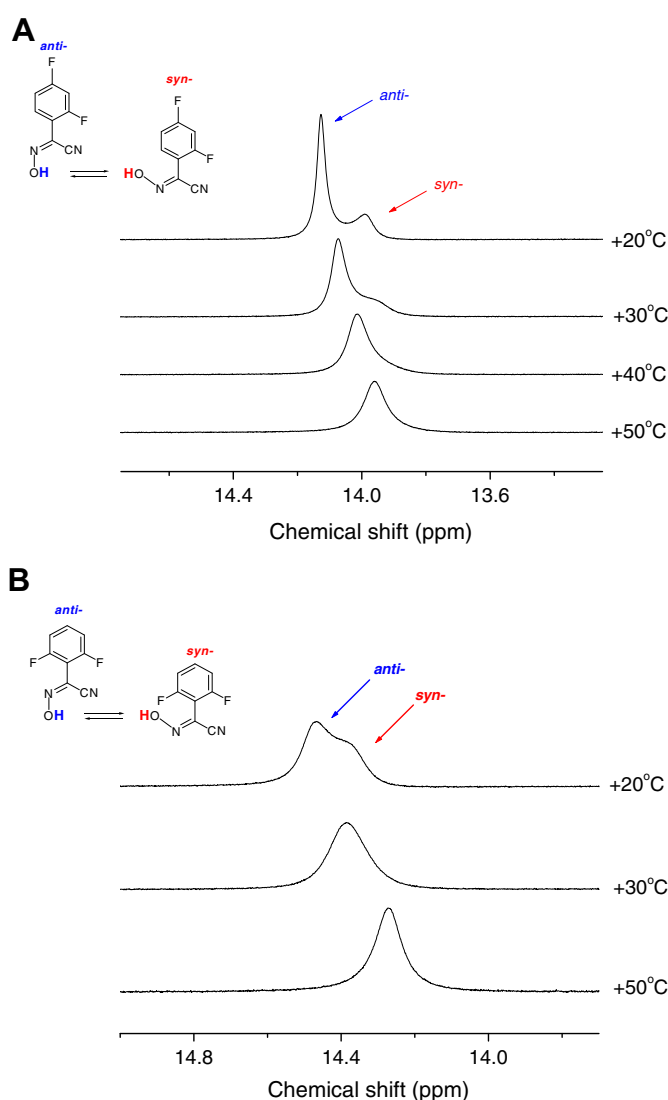 A
anti-
F
F
N
CN
OH
syn-
F
F
HO
N
CN
anti-
syn-
+20°C
+30°C
+40°C
+50°C
14.4
14.0
13.6
Chemical shift (ppm)
B
anti-
F
F
N
CN
OH
syn-
F
F
HO
N
CN
anti-
syn-
+20°C
+30°C
+50°C
14.8
14.4
14.0
Chemical shift (ppm)